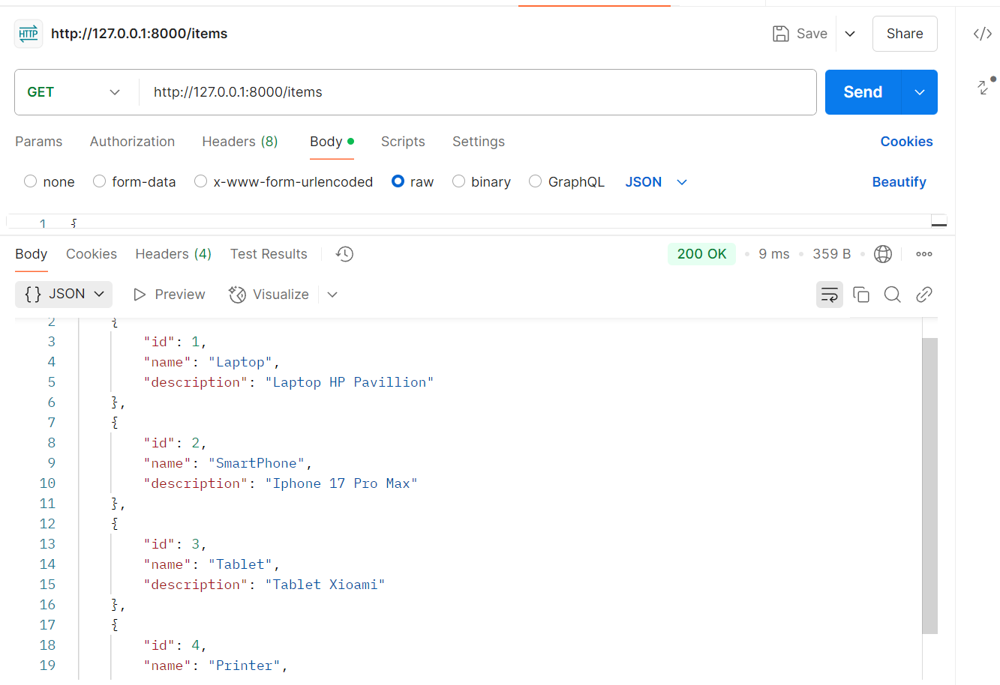 HTTP http://127.0.0.1:8000/items Save Share
GET http://127.0.0.1:8000/items Send
Params Authorization Headers (8) Body Scripts Settings Cookies
none form-data x-www-form-urlencoded raw binary GraphQL JSON Beautify
1 {
Body Cookies Headers (4) Test Results 200 OK 9 ms 359 B
{} JSON Preview Visualize
2 {
3 "id": 1,
4 "name": "Laptop",
5 "description": "Laptop HP Pavillion"
6 },
7 {
8 "id": 2,
9 "name": "SmartPhone",
10 "description": "Iphone 17 Pro Max"
11 },
12 {
13 "id": 3,
14 "name": "Tablet",
15 "description": "Tablet Xioami"
16 },
17 {
18 "id": 4,
19 "name": "Printer",